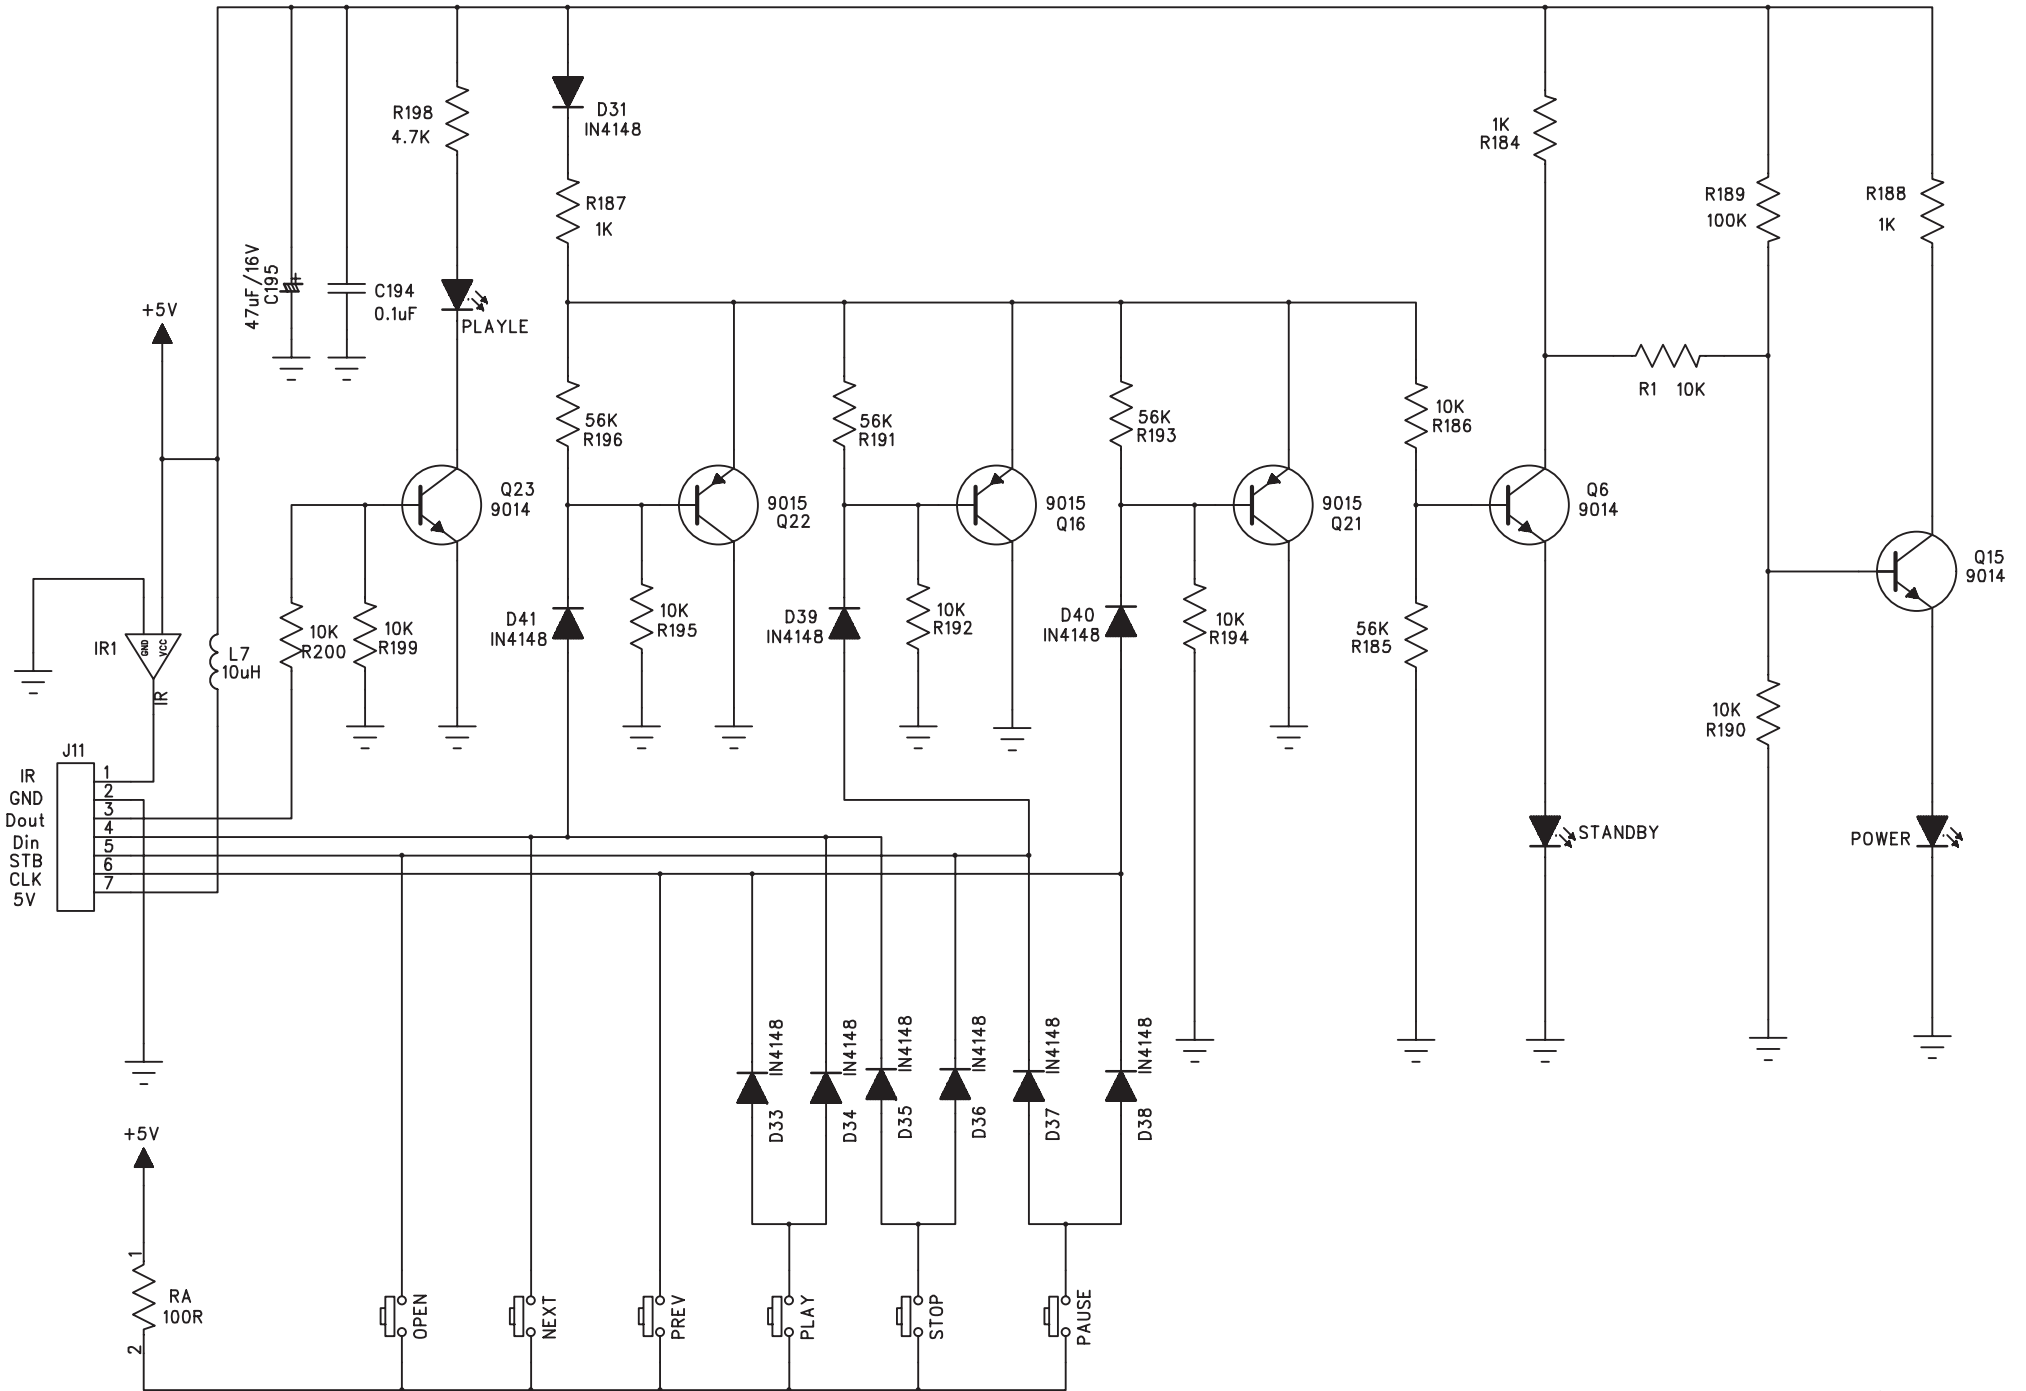 D31
IN4148
R198
4.7K
1K
R184
R187
1K
R189
100K
R188
1K
47uF/16V
C195
+
C194
0.1uF
+5V
PLAYLE
R1 10K
56K
R196
56K
R191
56K
R193
10K
R186
Q23
9014
9015
Q22
9015
Q16
9015
Q21
Q6
9014
Q15
9014
IR1
GND
VCC
IR
L7
10uH
10K
R200
10K
R199
D41
IN4148
10K
R195
D39
IN4148
10K
R192
D40
IN4148
10K
R194
56K
R185
10K
R190
J11
IR 1
GND 2
Dout 3
Din 4
STB 5
CLK 6
5V 7
STANDBY
POWER
IN4148
D33
IN4148
D34
IN4148
D35
IN4148
D36
IN4148
D37
IN4148
D38
+5V
1
RA
100R
2
OPEN
NEXT
PREV
PLAY
STOP
PAUSE